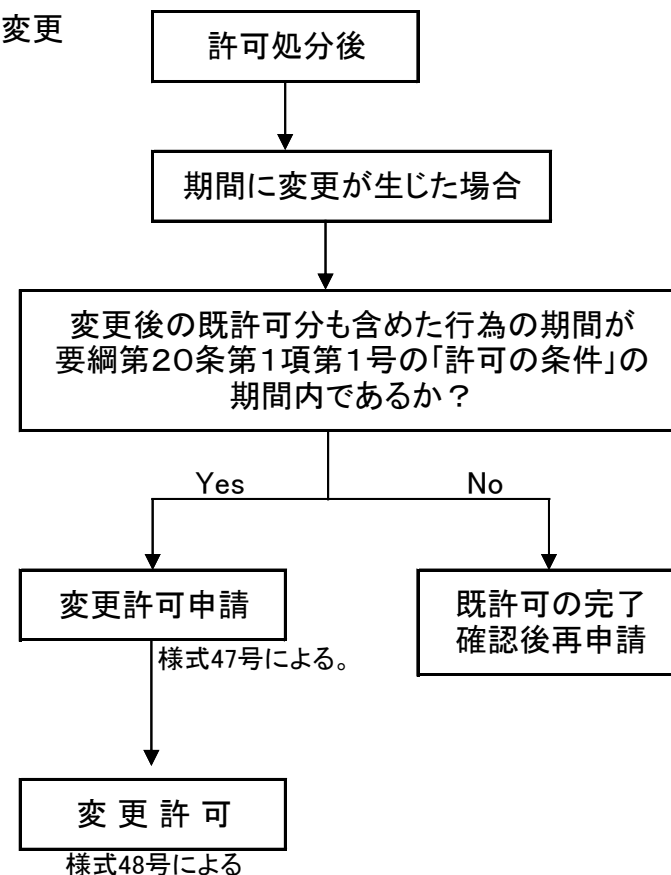 変更
許可処分後
期間に変更が生じた場合
変更後の既許可分も含めた行為の期間が
要綱第20条第1項第1号の「許可の条件」の
期間内であるか？
Yes
No
変更許可申請
様式47号による。
既許可の完了
確認後再申請
変 更 許 可
様式48号による